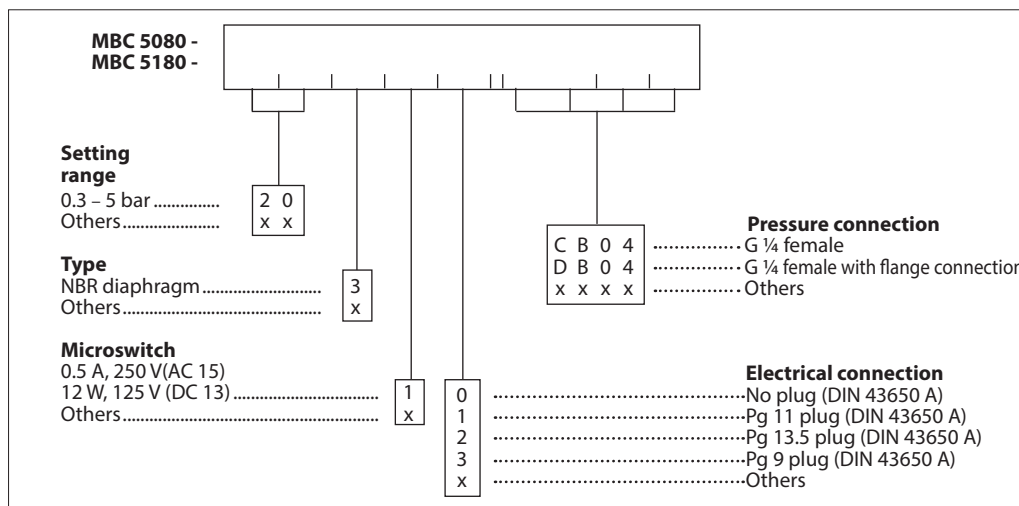 MBC 5080 -
MBC 5180 -
Setting
range
0.3 – 5 bar ............... 2 0
Others ....................... x x
Type
NBR diaphragm ............................ 3
Others .............................................. x
Microswitch
0.5 A, 250 V(AC 15)
12 W, 125 V (DC 13) ............................... 1
Others .................................................... x
Pressure connection
C B 0 4 ................ G ¼ female
D B 0 4 ................ G ¼ female with flange connection
x x x x ................ Others
Electrical connection
0 ................................................ No plug (DIN 43650 A)
1 ................................................ Pg 11 plug (DIN 43650 A)
2 ................................................ Pg 13.5 plug (DIN 43650 A)
3 ................................................ Pg 9 plug (DIN 43650 A)
x ................................................ Others